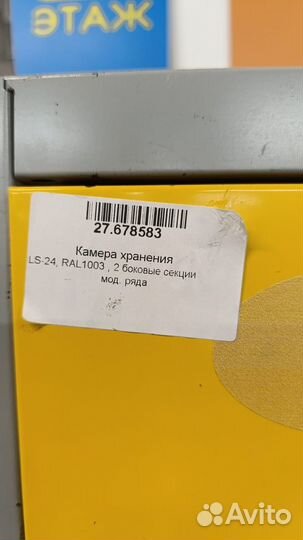 ЭТАЖ
27.678583
Камера хранения
LS-24, RAL1003 , 2 боковые секции
мод. ряда
Avito